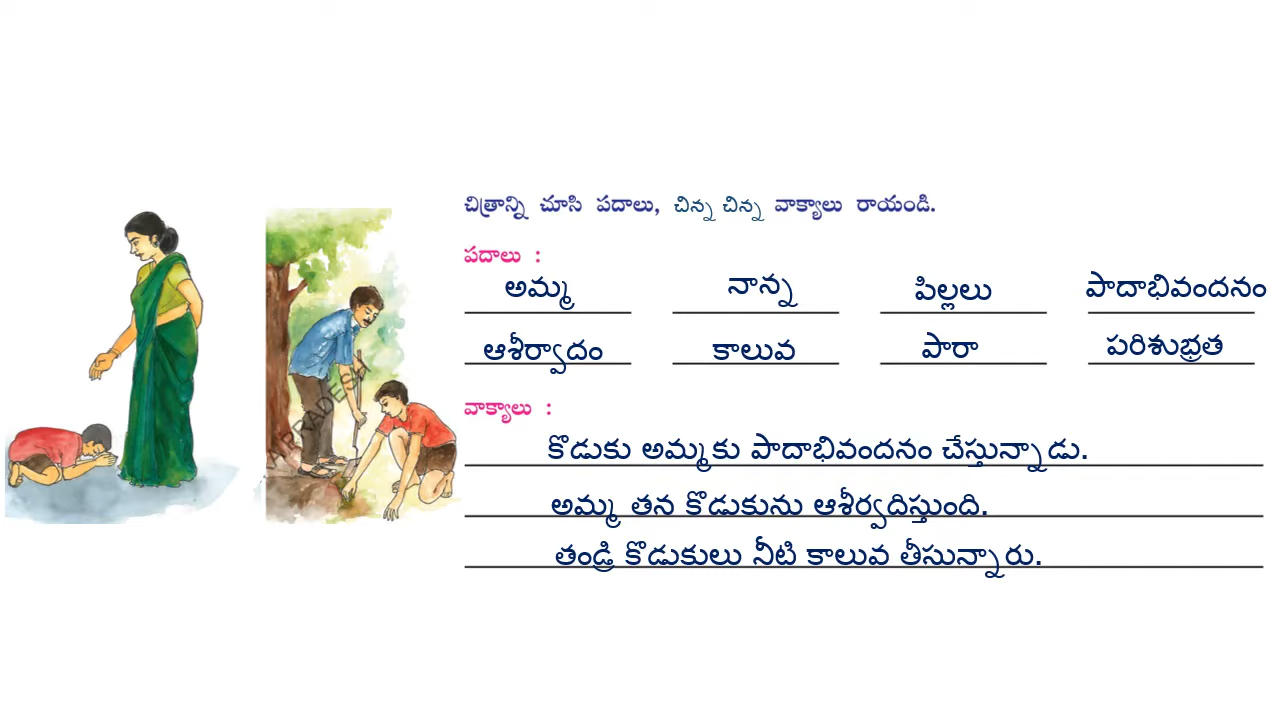 చిత్రాన్ని చూసి పదాలు, చిన్న చిన్న వాక్యాలు రాయండి.
పదాలు :
అమ్మ నాన్న పిల్లలు పాదాభివందనం
ఆశీర్వాదం కాలువ పారా పరిశుభ్రత
వాక్యాలు :
కొడుకు అమ్మకు పాదాభివందనం చేస్తున్నాడు.
అమ్మ తన కొడుకును ఆశీర్వదిస్తుంది.
తండ్రి కొడుకులు నీటి కాలువ తీసున్నారు.